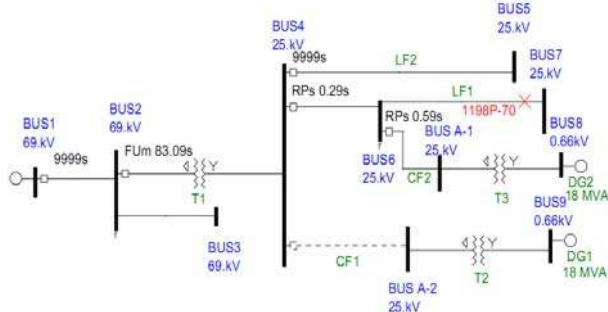 BUS4
25.kV
BUS5
25.kV
9999s
LF2
BUS7
25.kV
RPs 0.29s
LF1
1198P-70
BUS8
0.66kV
BUS2
69.kV
BUS1
69.kV
9999s
FUm 83.09s
RPs 0.59s
BUS A-1
25.kV
BUS6
25.kV
CF2
T3
DG2
18 MVA
T1
BUS3
69.kV
BUS9
0.66kV
CF1
T2
DG1
18 MVA
BUS A-2
25.kV